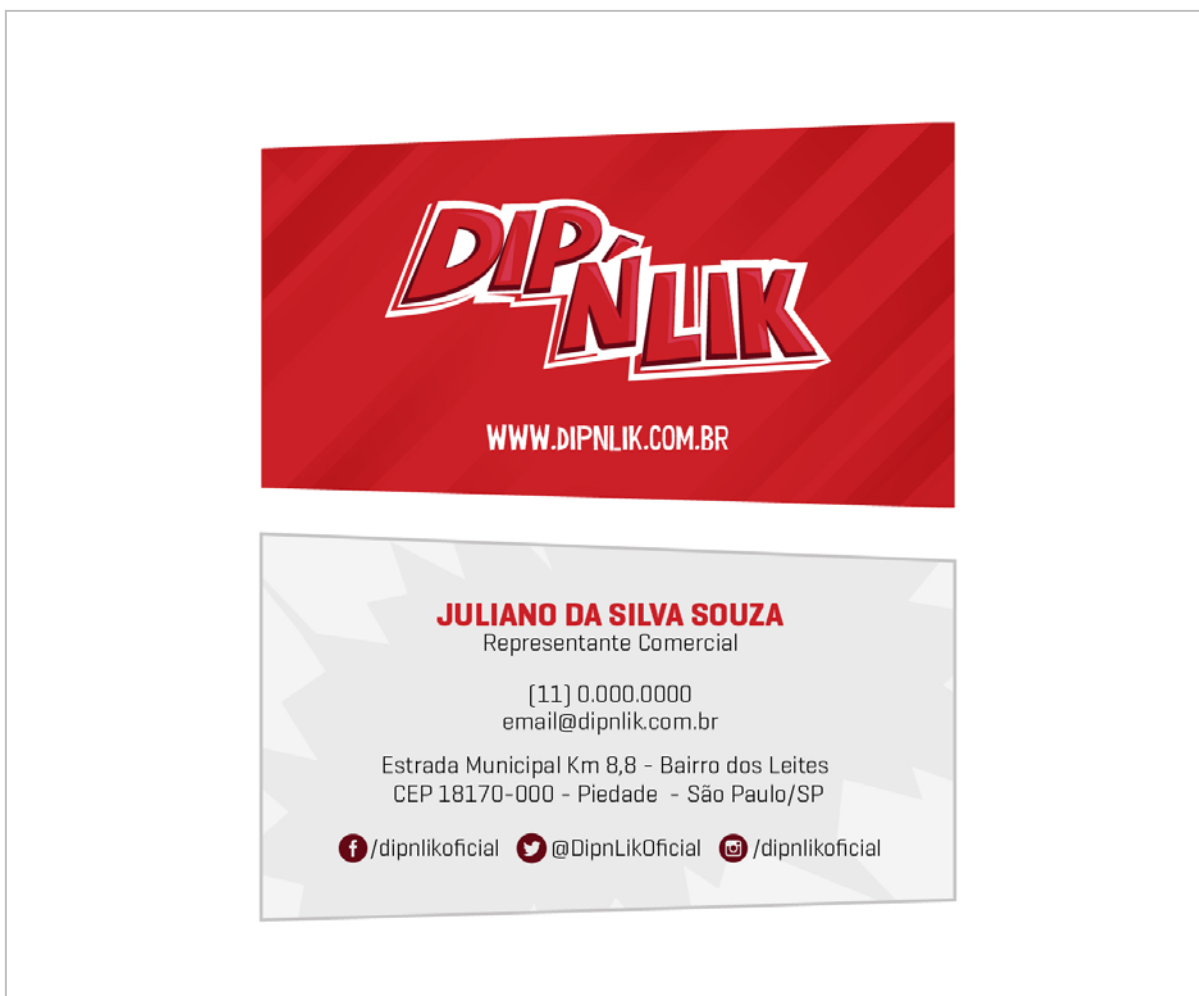 DIP
ŃLIK
WWW.DIPNLIK.COM.BR
JULIANO DA SILVA SOUZA
Representante Comercial
(11) 0.000.0000
email@dipnlik.com.br
Estrada Municipal Km 8,8 - Bairro dos Leites
CEP 18170-000 - Piedade - São Paulo/SP
/dipnlikoficial @DipnLikOficial /dipnlikoficial